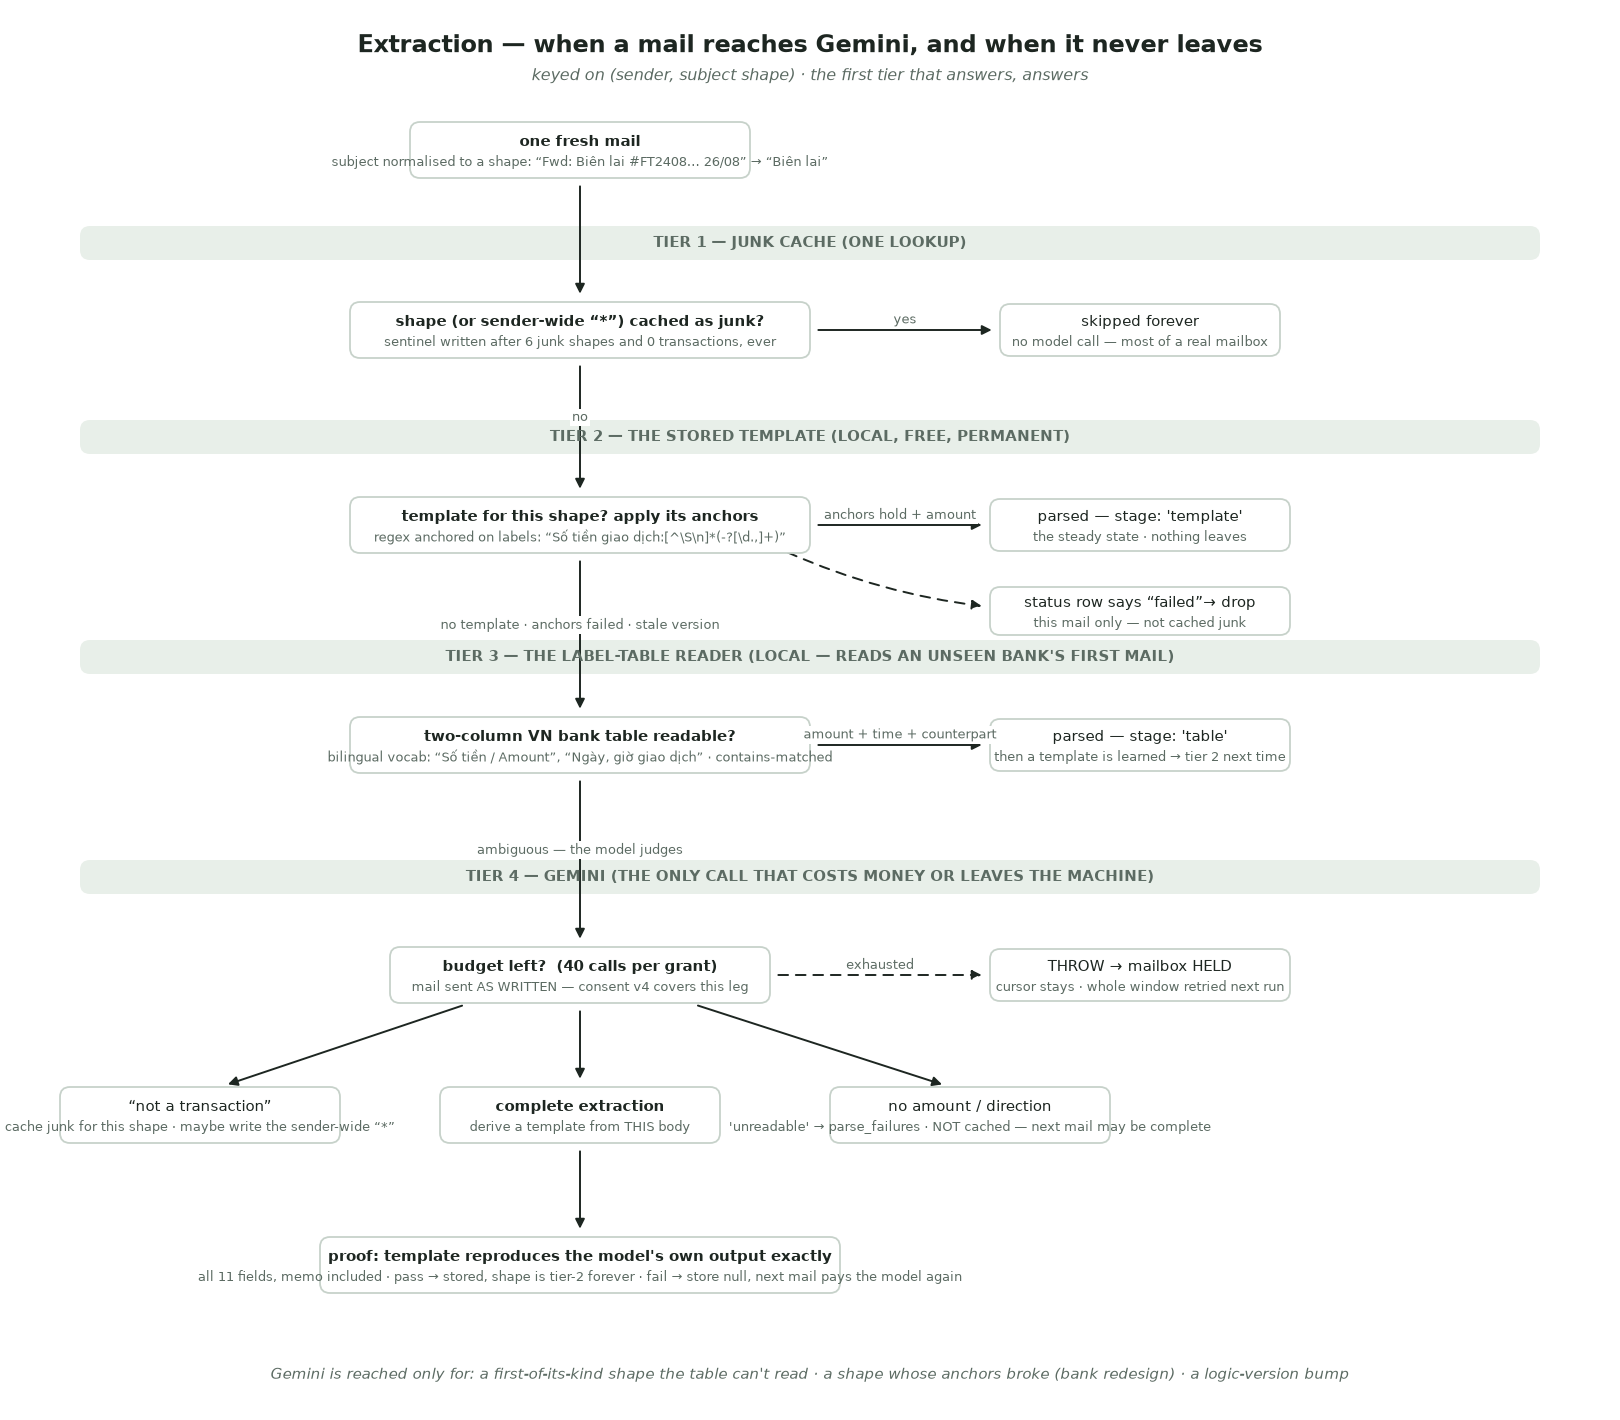 Extraction — when a mail reaches Gemini, and when it never leaves
keyed on (sender, subject shape) · the first tier that answers, answers
one fresh mail
subject normalised to a shape: “Fwd: Biên lai #FT2408… 26/08” → “Biên lai”
TIER 1 — JUNK CACHE (ONE LOOKUP)
shape (or sender-wide “*”) cached as junk?
sentinel written after 6 junk shapes and 0 transactions, ever
yes
skipped forever
no model call — most of a real mailbox
no
TIER 2 — THE STORED TEMPLATE (LOCAL, FREE, PERMANENT)
template for this shape? apply its anchors
regex anchored on labels: “Số tiền giao dịch:[^\S\n]*(-?[\d.,]+)”
anchors hold + amount
parsed — stage: 'template'
the steady state · nothing leaves
status row says “failed”→ drop
this mail only — not cached junk
no template · anchors failed · stale version
TIER 3 — THE LABEL-TABLE READER (LOCAL — READS AN UNSEEN BANK'S FIRST MAIL)
two-column VN bank table readable?
bilingual vocab: “Số tiền / Amount”, “Ngày, giờ giao dịch” · contains-matched
amount + time + counterpart
parsed — stage: 'table'
then a template is learned → tier 2 next time
ambiguous — the model judges
TIER 4 — GEMINI (THE ONLY CALL THAT COSTS MONEY OR LEAVES THE MACHINE)
budget left?  (40 calls per grant)
mail sent AS WRITTEN — consent v4 covers this leg
exhausted
THROW → mailbox HELD
cursor stays · whole window retried next run
“not a transaction”
cache junk for this shape · maybe write the sender-wide “*”
complete extraction
derive a template from THIS body
no amount / direction
'unreadable' → parse_failures · NOT cached — next mail may be complete
proof: template reproduces the model's own output exactly
all 11 fields, memo included · pass → stored, shape is tier-2 forever · fail → store null, next mail pays the model again
Gemini is reached only for: a first-of-its-kind shape the table can't read · a shape whose anchors broke (bank redesign) · a logic-version bump